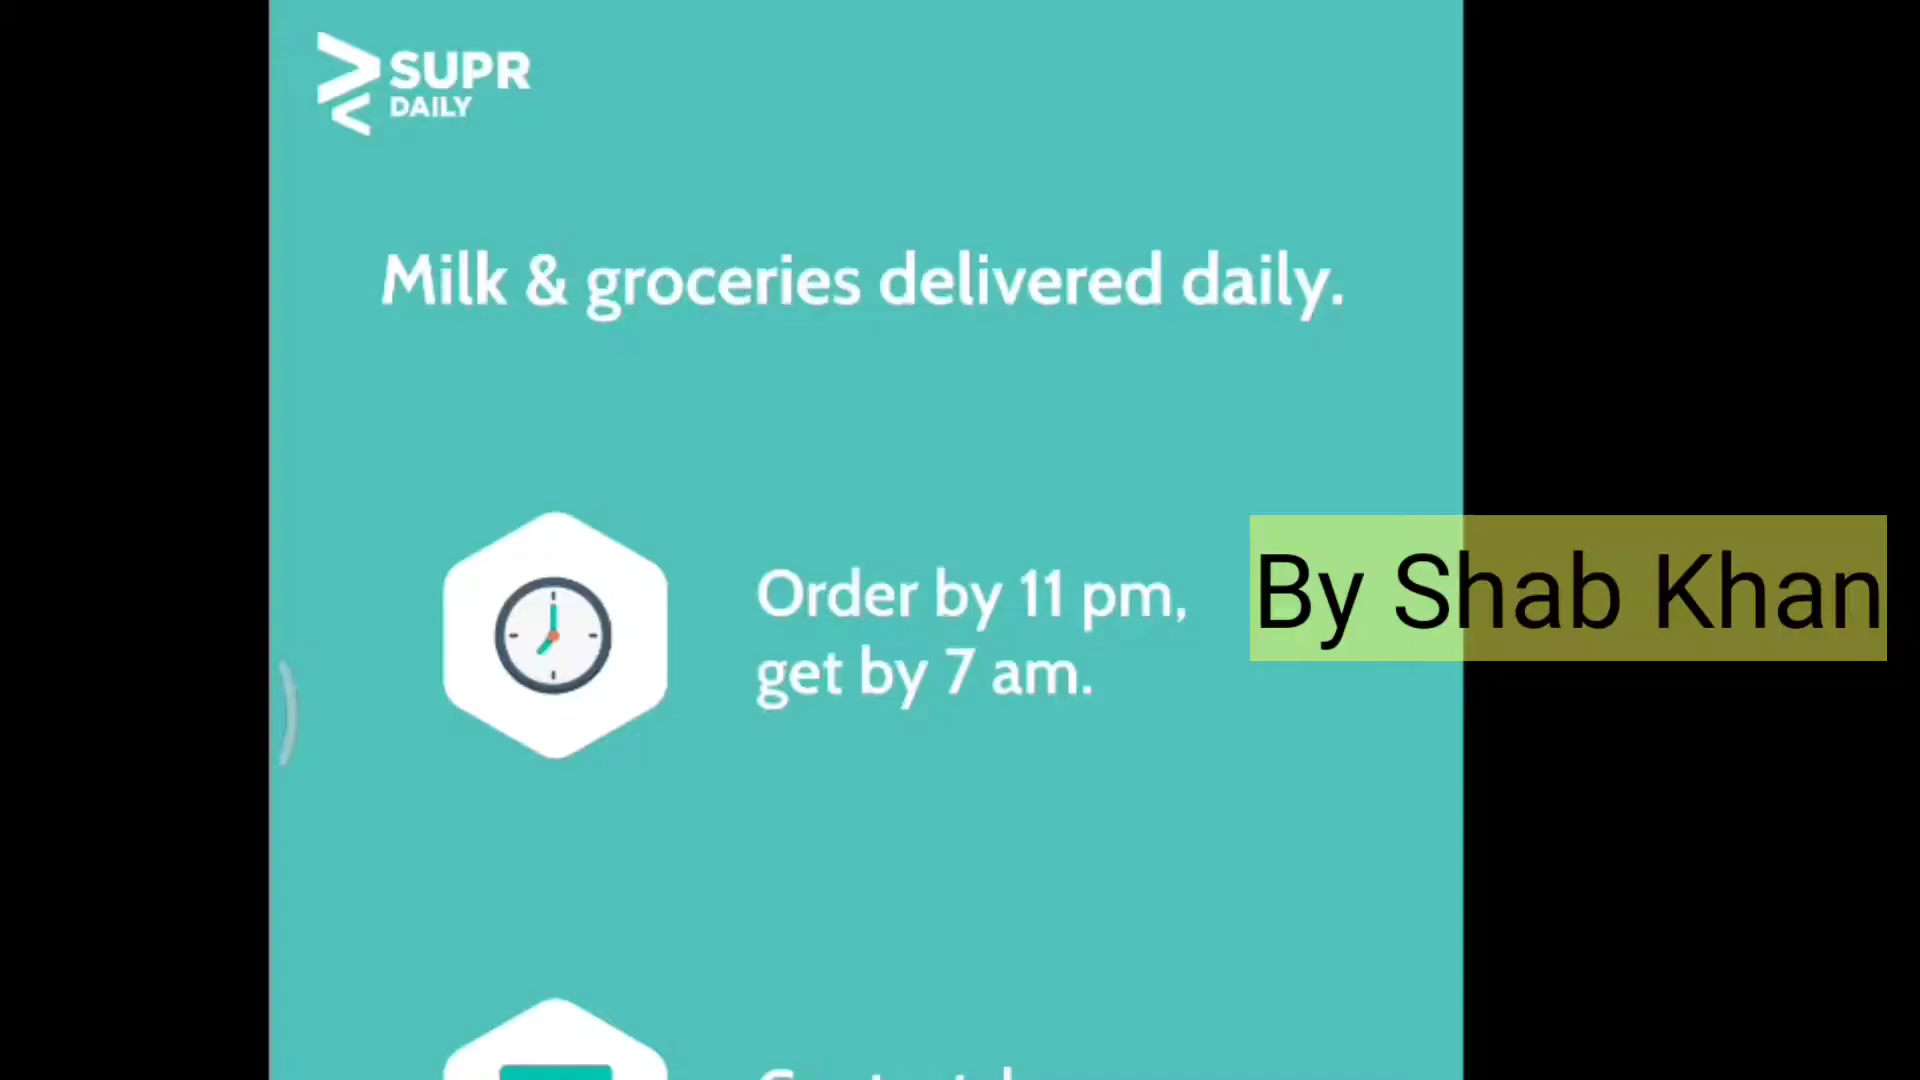 SUPR
DAILY
Milk & groceries delivered daily.
Order by 11 pm,
get by 7 am.
By Shab Khan